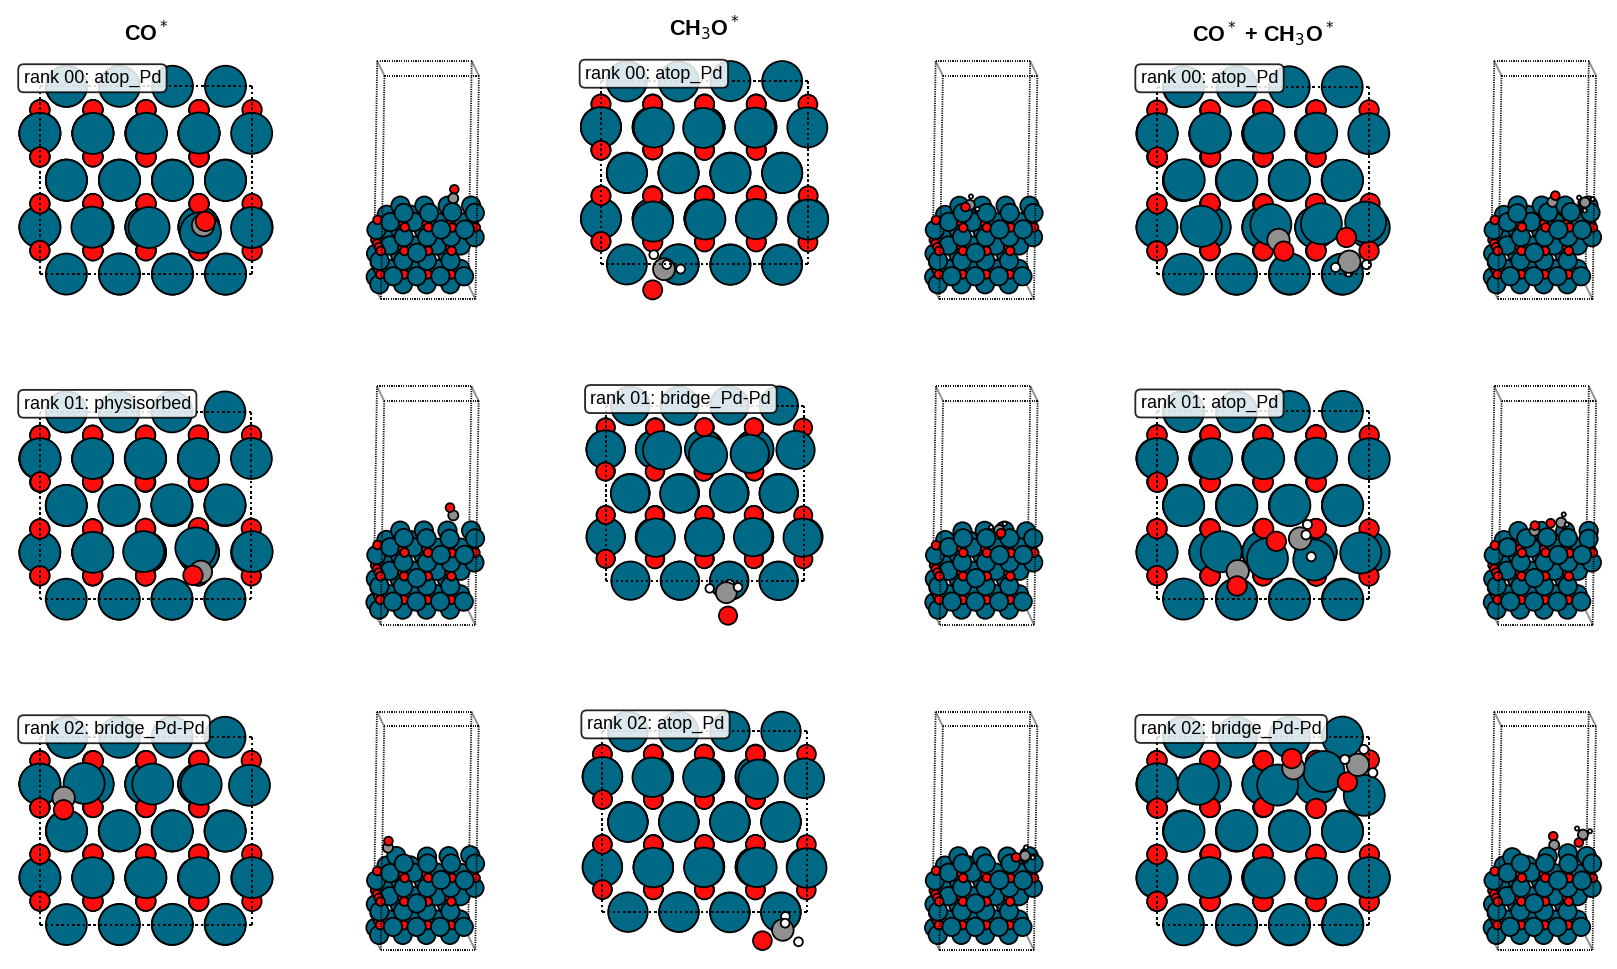 CO*
CH₃O*
CO* + CH₃O*
rank 00: atop_Pd
rank 00: atop_Pd
rank 00: atop_Pd
rank 01: physisorbed
rank 01: bridge_Pd-Pd
rank 01: atop_Pd
rank 02: bridge_Pd-Pd
rank 02: atop_Pd
rank 02: bridge_Pd-Pd